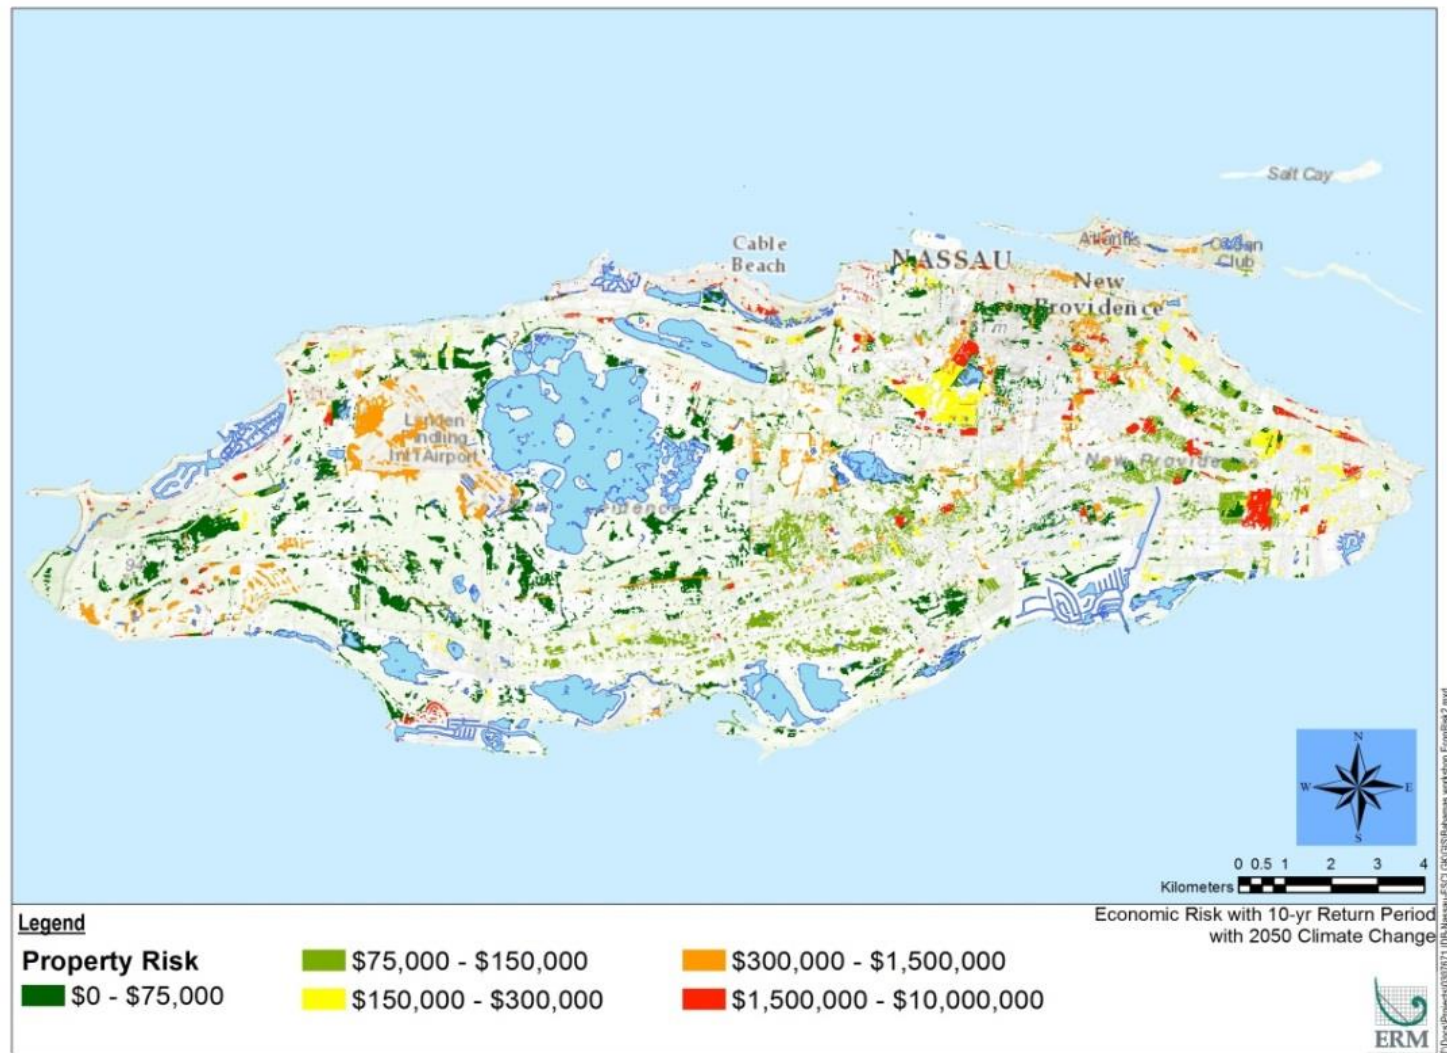 Salt Cay
Atlantis
Ocean
Club
Cable
Beach
NASSAU
New
Providence
Lynden
Pindling
Int'l Airport
New Providence
N
W
E
S
0 0.5 1 2 3 4
Kilometers
Economic Risk with 10-yr Return Period
with 2050 Climate Change
Legend
Property Risk
$0 - $75,000
$75,000 - $150,000
$150,000 - $300,000
$300,000 - $1,500,000
$1,500,000 - $10,000,000
ERM